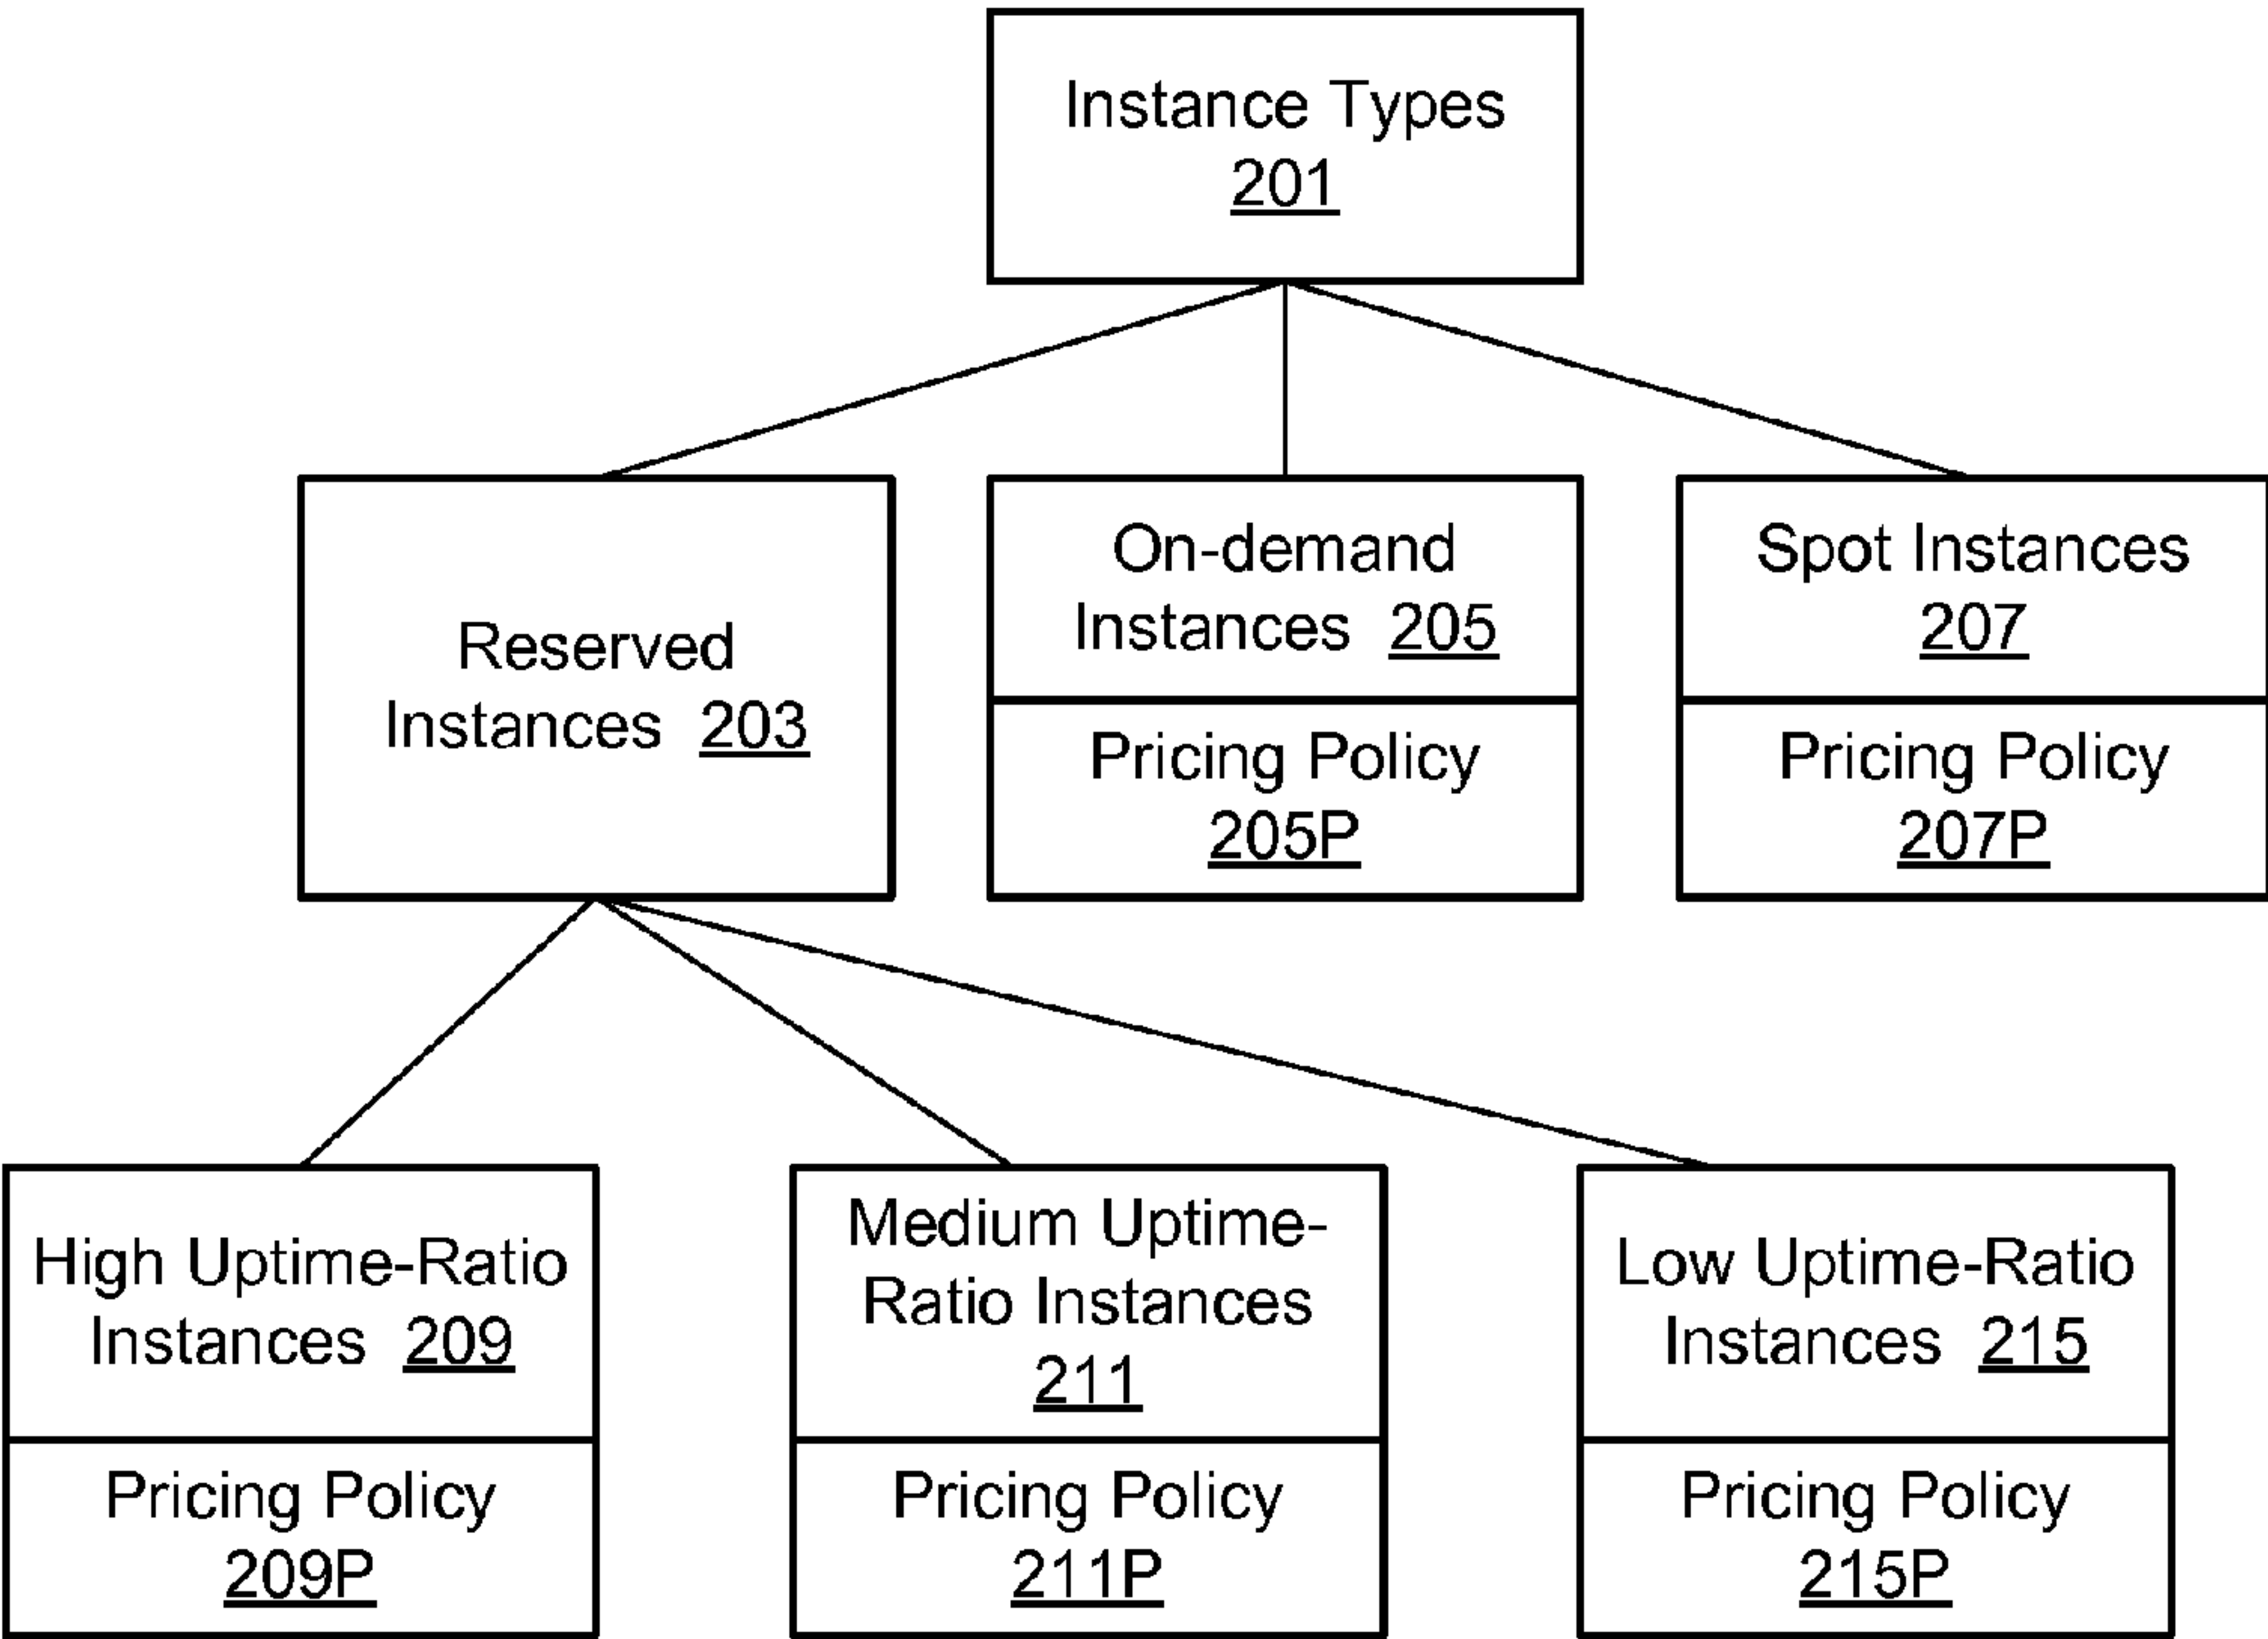 Instance Types
201
Reserved
Instances 203
On-demand
Instances 205
Pricing Policy
205P
Spot Instances
207
Pricing Policy
207P
High Uptime-Ratio
Instances 209
Pricing Policy
209P
Medium Uptime-
Ratio Instances
211
Pricing Policy
211P
Low Uptime-Ratio
Instances 215
Pricing Policy
215P